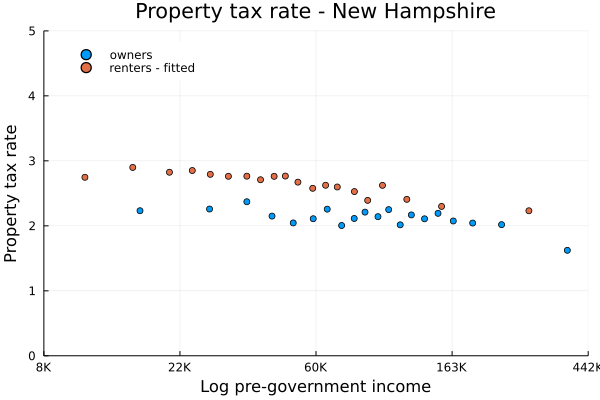 Property tax rate - New Hampshire
Property tax rate
5
4
3
2
1
0
owners
renters - fitted
8K 22K 60K 163K 442K
Log pre-government income